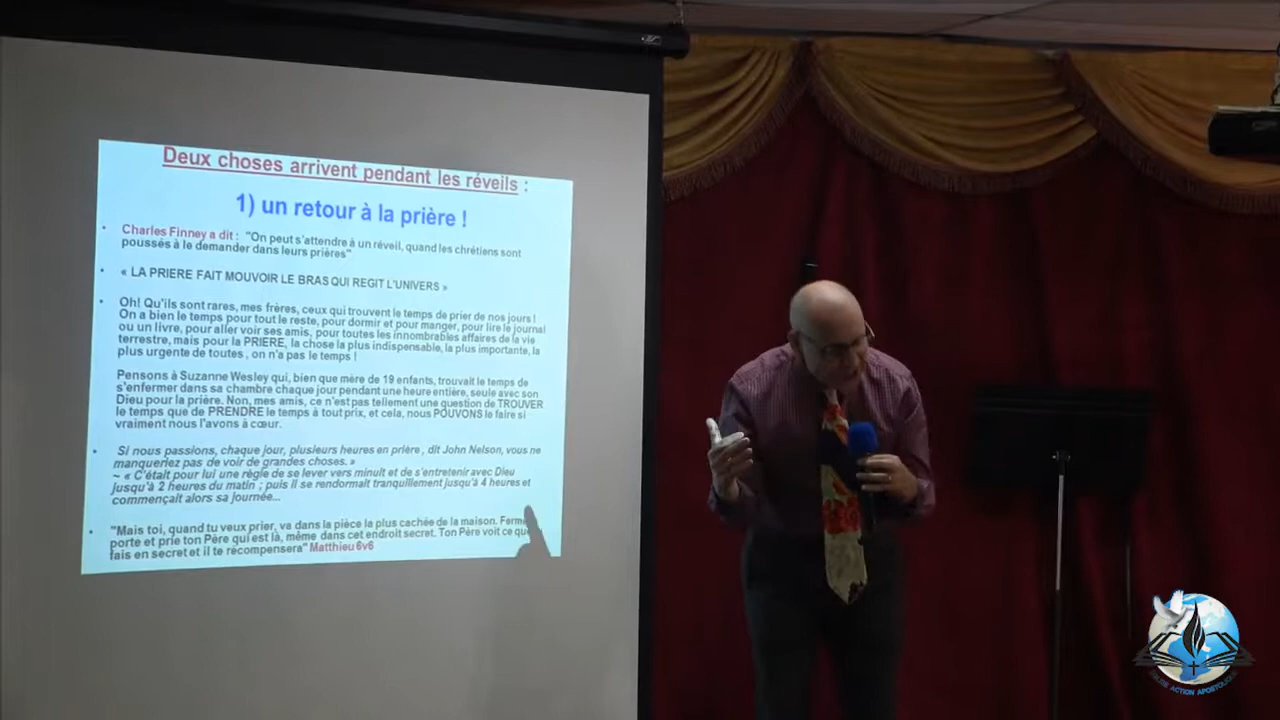 Deux choses arrivent pendant les réveils :
1) un retour à la prière !
• Charles Finney a dit : "On peut s'attendre à un réveil, quand les chrétiens sont
poussés à le demander dans leurs prières"
• « LA PRIERE FAIT MOUVOIR LE BRAS QUI REGIT L'UNIVERS »
• Oh! Qu'ils sont rares, mes frères, ceux qui trouvent le temps de prier de nos jours !
On a bien le temps pour tout le reste, pour dormir et pour manger, pour lire le journal
ou un livre, pour aller voir ses amis, pour toutes les innombrables affaires de la vie
terrestre, mais pour la PRIERE, la chose la plus indispensable, la plus importante, la
plus urgente de toutes , on n'a pas le temps !
Pensons à Suzanne Wesley qui, bien que mère de 19 enfants, trouvait le temps de
s'enfermer dans sa chambre chaque jour pendant une heure entière, seule avec son
Dieu pour la prière. Non, mes amis, ce n'est pas tellement une question de TROUVER
le temps que de PRENDRE le temps à tout prix, et cela, nous POUVONS le faire si
vraiment nous l'avons à cœur.
• Si nous passions, chaque jour, plusieurs heures en prière , dit John Nelson, vous ne
manqueriez pas de voir de grandes choses. »
~ « C'était pour lui une règle de se lever vers minuit et de s'entretenir avec Dieu
jusqu'à 2 heures du matin ; puis il se rendormait tranquillement jusqu'à 4 heures et
commençait alors sa journée...
• "Mais toi, quand tu veux prier, va dans la pièce la plus cachée de la maison. Ferm
porte et prie ton Père qui est là, même dans cet endroit secret. Ton Père voit ce que
fais en secret et il te récompensera" Matthieu 6v6
ACTION APOSTOLIQUE